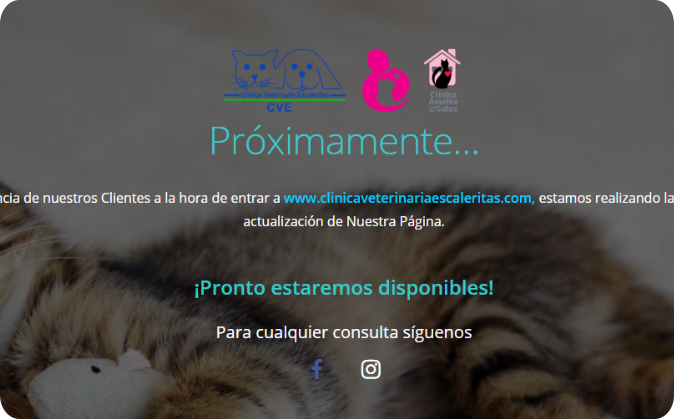 Clínica Veterinaria Escaleritas
CVE
Clínica
Amable
Gatos
Próximamente...
ncia de nuestros Clientes a la hora de entrar a www.clinicaveterinariaescaleritas.com, estamos realizando la
actualización de Nuestra Página.
¡Pronto estaremos disponibles!
Para cualquier consulta síguenos